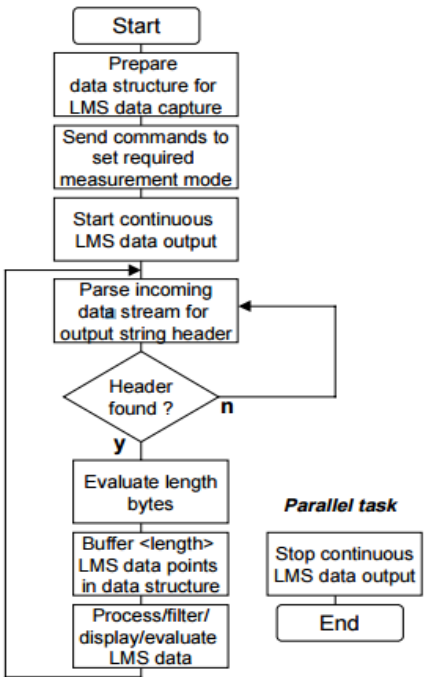 Start
Prepare
data structure for
LMS data capture
Send commands to
set required
measurement mode
Start continuous
LMS data output
Parse incoming
data stream for
output string header
Header
found ?
n
y
Evaluate length
bytes
Buffer <length>
LMS data points
in data structure
Process/filter/
display/evaluate
LMS data
Parallel task
Stop continuous
LMS data output
End